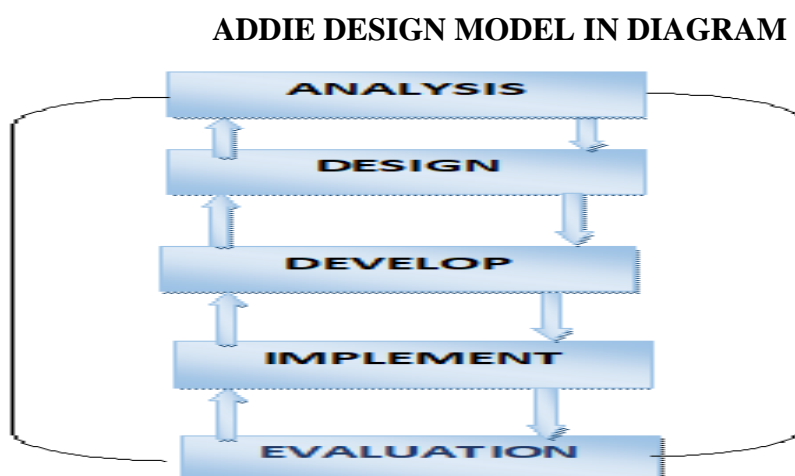 ADDIE DESIGN MODEL IN DIAGRAM
ANALYSIS
DESIGN
DEVELOP
IMPLEMENT
EVALUATION